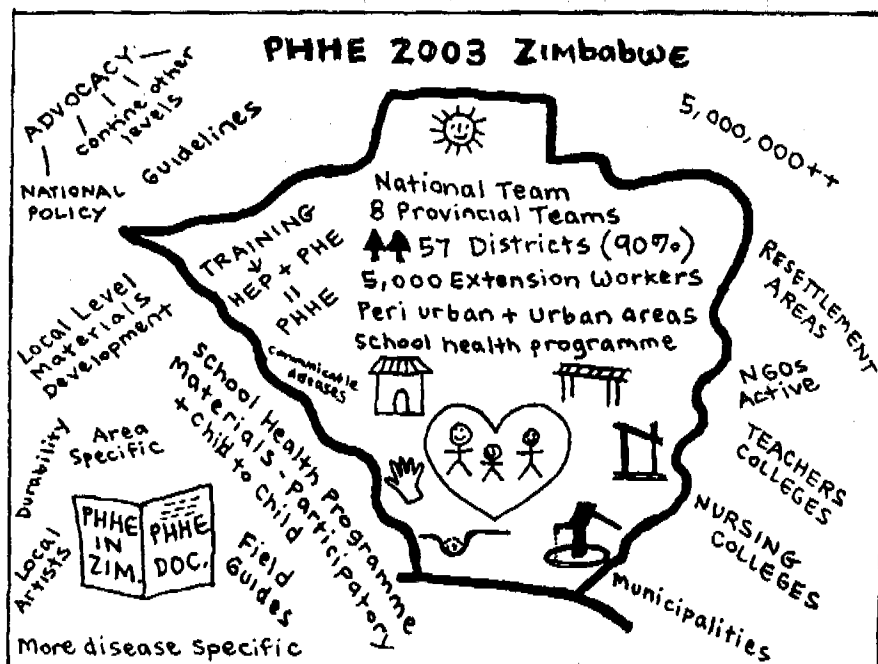 PHHE 2003 ZIMBABWE
ADVOCACY
contine other
levels
NATIONAL
POLICY
Guidelines
5,000,000++
National Team
8 Provincial Teams
57 Districts (90%)
5,000 Extension Workers
Peri urban + urban areas
school health programme
TRAINING
HEP + PHE
=
PHHE
communicable
diseases
Local Level
Materials
Development
School Health Programme
Materials - participatory
+ child to child
RESETTLEMENT
AREAS
NGOs
Active
TEACHERS
COLLEGES
NURSING
COLLEGES
Municipalities
Durability
Area
Specific
Local
Artists
PHHE
IN
ZIM.
PHHE
DOC.
Field
Guides
More disease specific